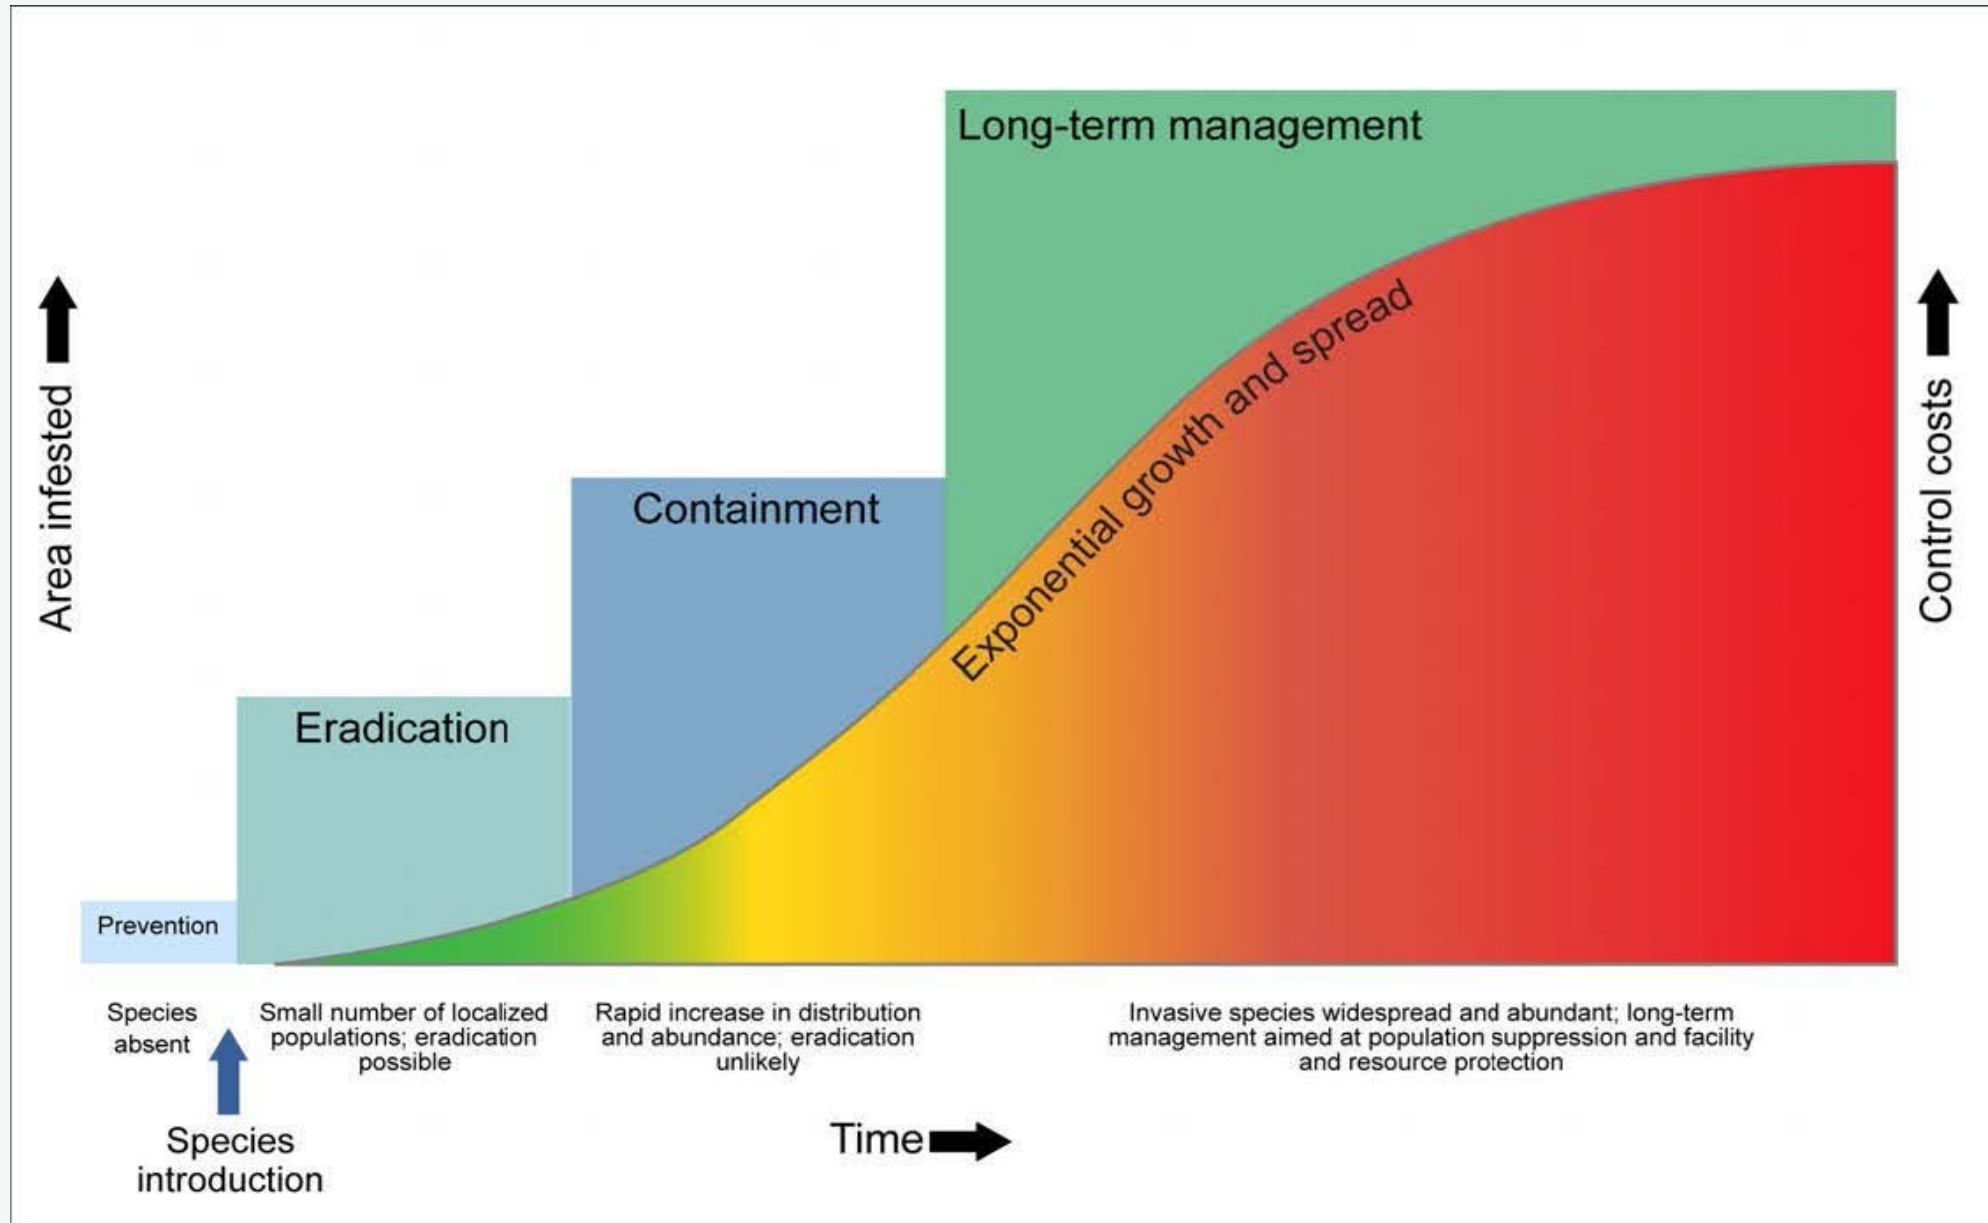 Long-term management
Containment
Eradication
Prevention
Exponential growth and spread
Area infested
Control costs
Species
absent
Small number of localized
populations; eradication
possible
Rapid increase in distribution
and abundance; eradication
unlikely
Invasive species widespread and abundant; long-term
management aimed at population suppression and facility
and resource protection
Species
introduction
Time